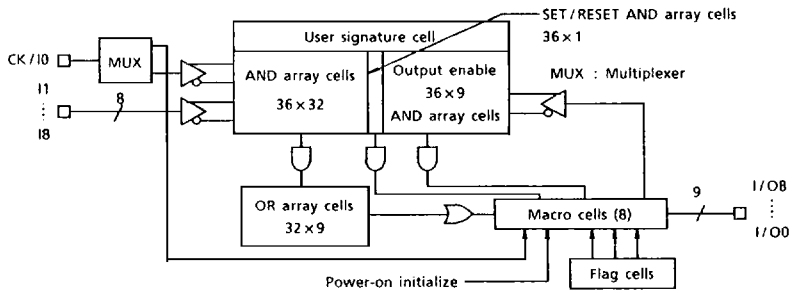 SET/RESET AND array cells
36×1
User signature cell
CK/I0
MUX
AND array cells
36×32
Output enable
36×9
AND array cells
MUX : Multiplexer
I1
I8
8
OR array cells
32×9
Macro cells (8)
9
I/O8
I/O0
Power-on initialize
Flag cells